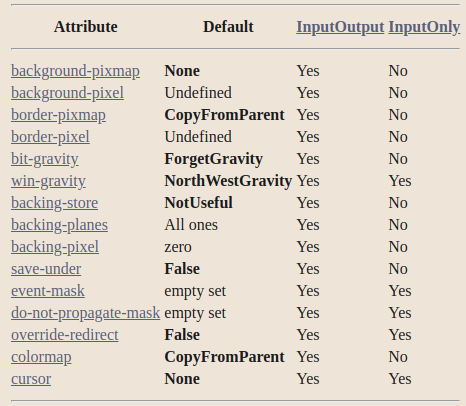 Attribute Default InputOutput InputOnly
background-pixmap None Yes No
background-pixel Undefined Yes No
border-pixmap CopyFromParent Yes No
border-pixel Undefined Yes No
bit-gravity ForgetGravity Yes No
win-gravity NorthWestGravity Yes Yes
backing-store NotUseful Yes No
backing-planes All ones Yes No
backing-pixel zero Yes No
save-under False Yes No
event-mask empty set Yes Yes
do-not-propagate-mask empty set Yes Yes
override-redirect False Yes Yes
colormap CopyFromParent Yes No
cursor None Yes Yes